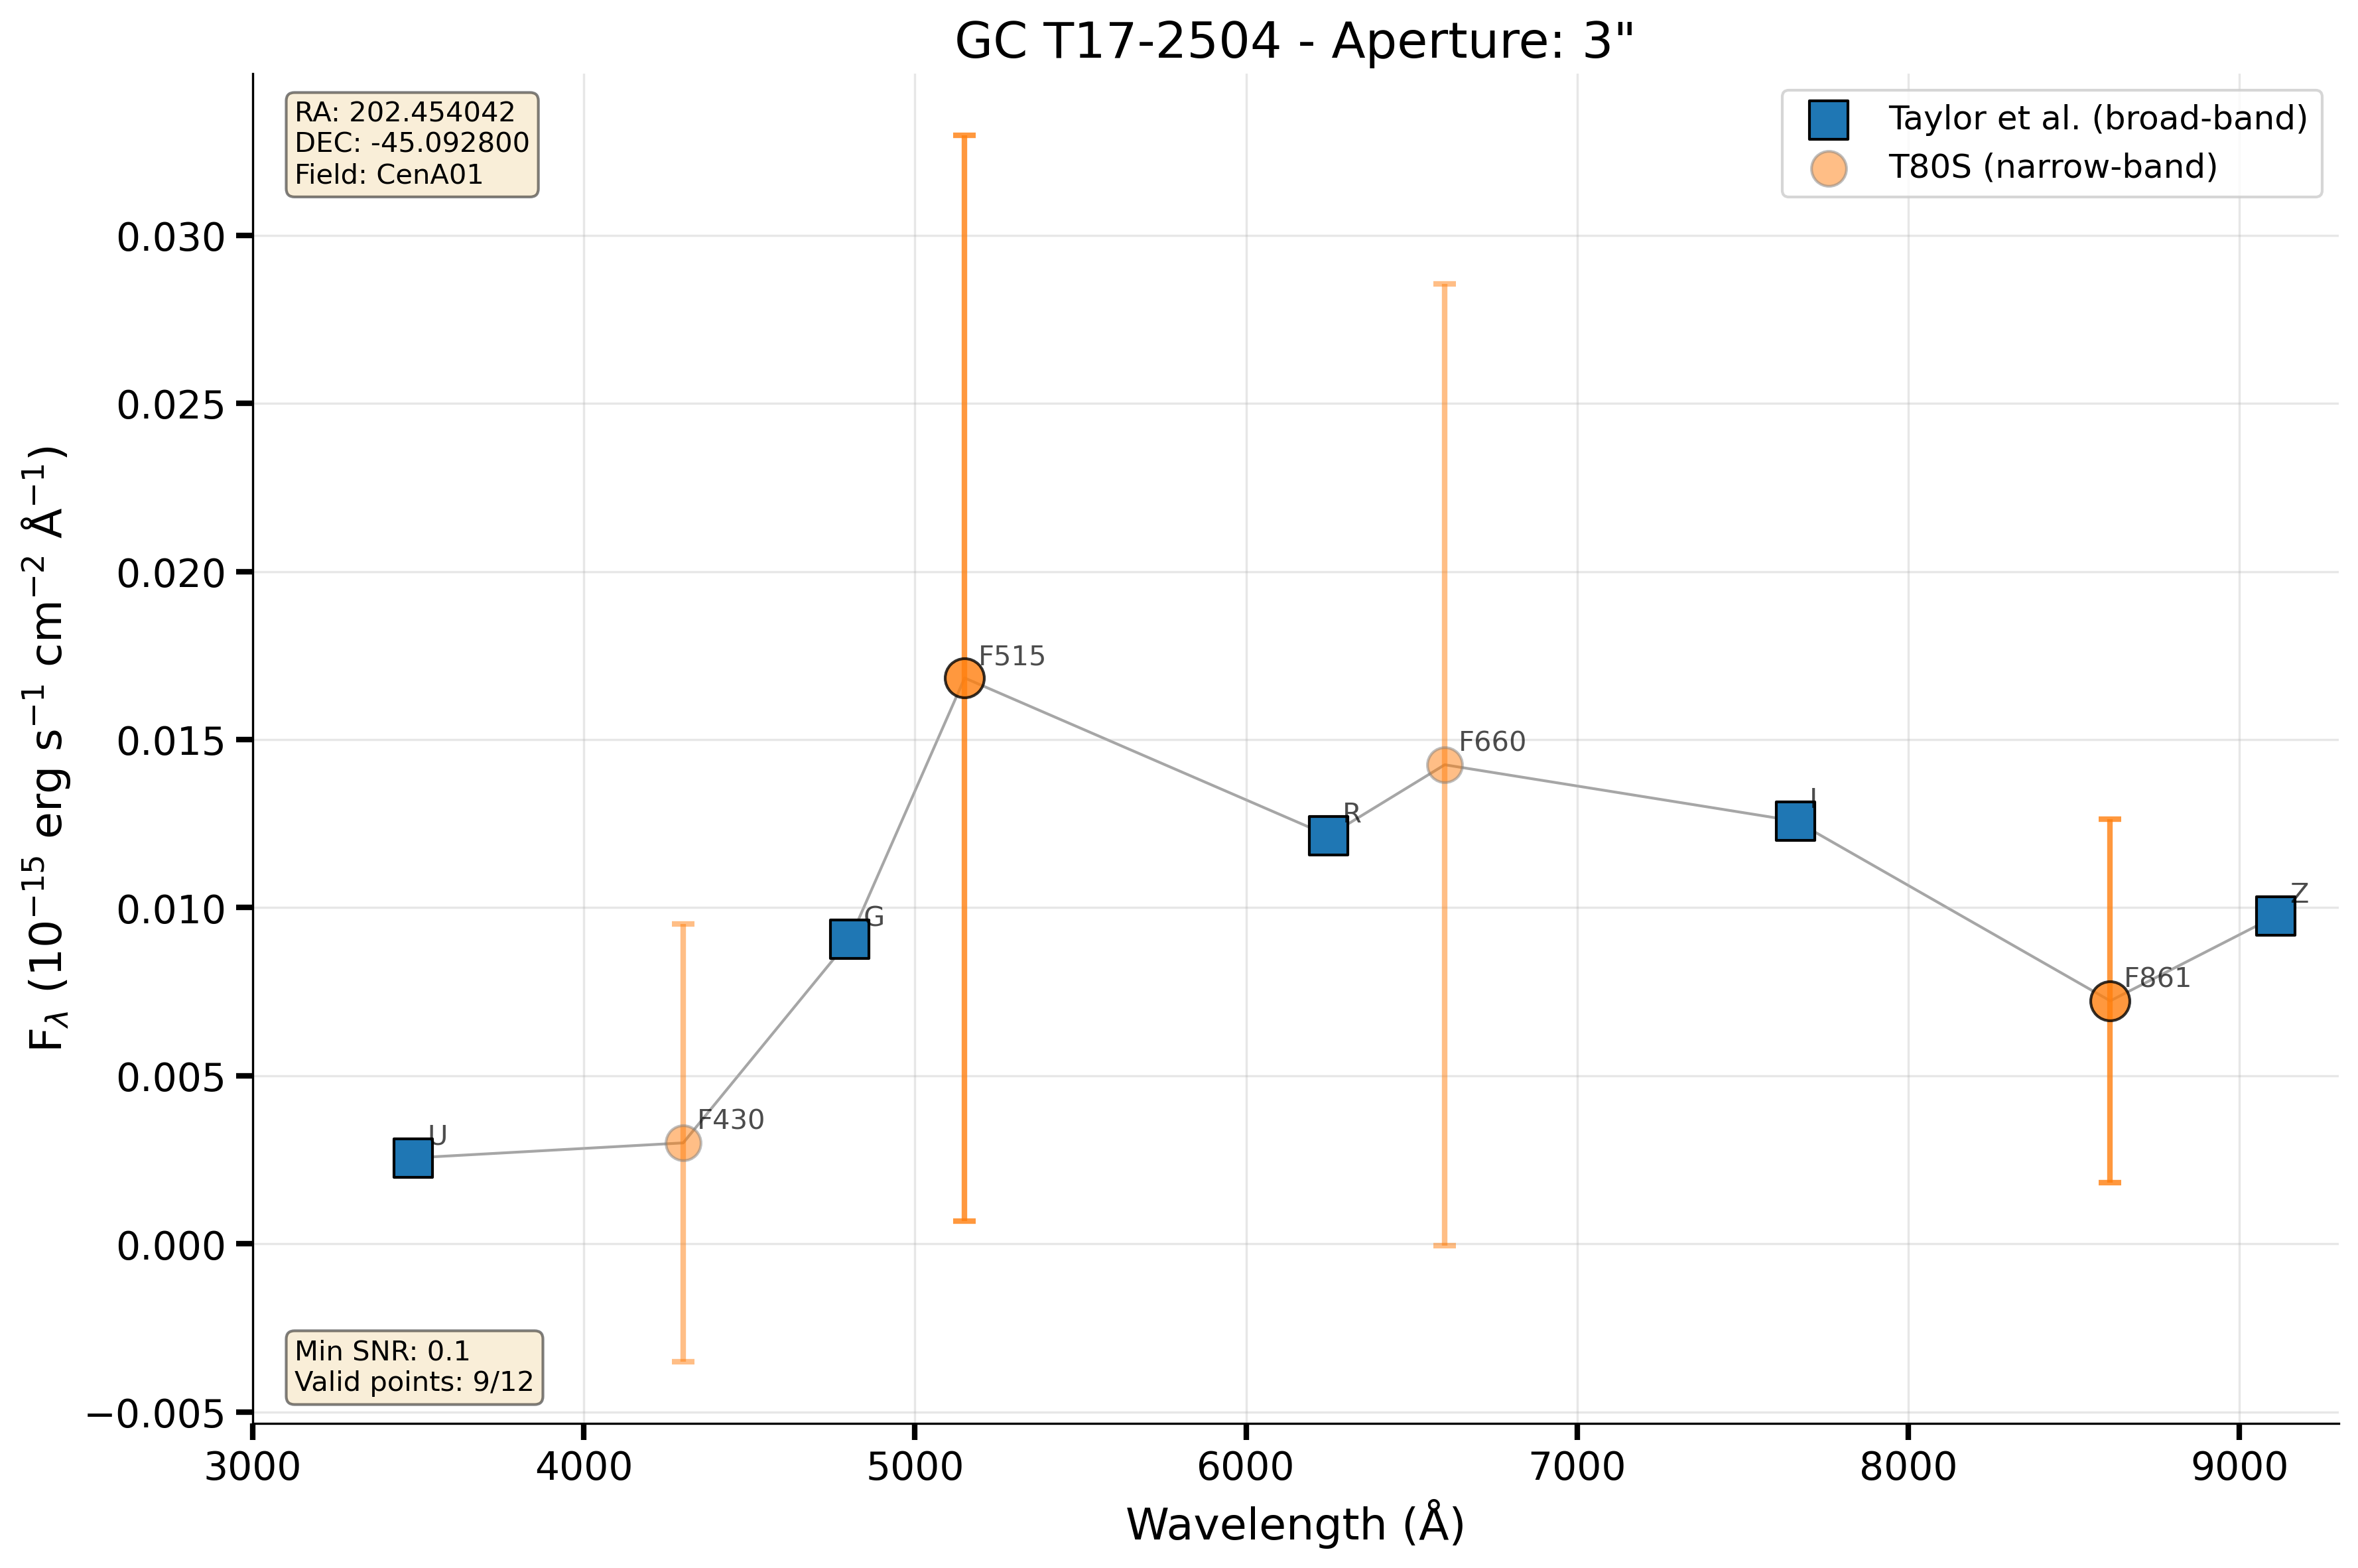 GC T17-2504 - Aperture: 3"
RA: 202.454042
DEC: -45.092800
Field: CenA01
Taylor et al. (broad-band)
T80S (narrow-band)
0.030
0.025
0.020
0.015
0.010
0.005
0.000
−0.005
F_λ (10⁻¹⁵ erg s⁻¹ cm⁻² Å⁻¹)
U
F430
G
F515
R
F660
I
F861
Z
Min SNR: 0.1
Valid points: 9/12
3000 4000 5000 6000 7000 8000 9000
Wavelength (Å)